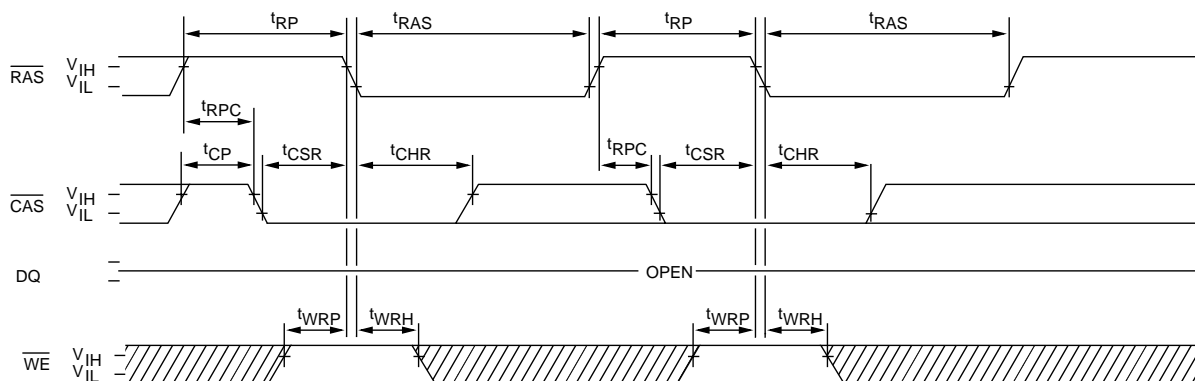 tRP tRAS tRP tRAS
RAS VIH
VIL
tRPC
tCP tCSR tCHR tRPC tCSR tCHR
CAS VIH
VIL
DQ OPEN
tWRP tWRH tWRP tWRH
WE VIH
VIL